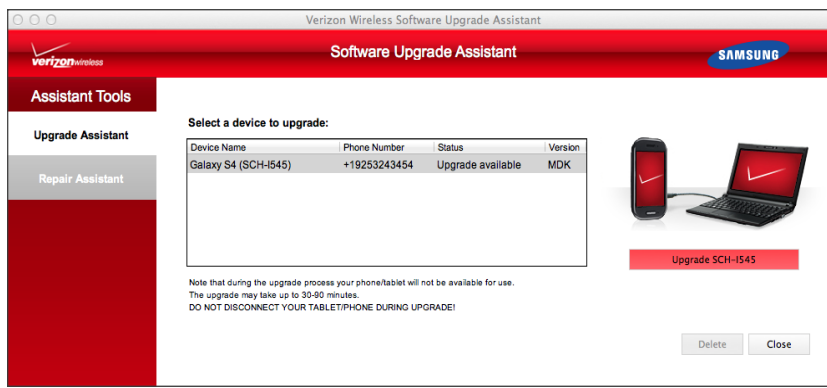 Verizon Wireless Software Upgrade Assistant
verizonwireless
Software Upgrade Assistant
SAMSUNG
Assistant Tools
Upgrade Assistant
Repair Assistant
Select a device to upgrade:
Device Name Phone Number Status Version
Galaxy S4 (SCH-I545) +19253243454 Upgrade available MDK
Upgrade SCH-I545
Note that during the upgrade process your phone/tablet will not be available for use.
The upgrade may take up to 30-90 minutes.
DO NOT DISCONNECT YOUR TABLET/PHONE DURING UPGRADE!
Delete Close